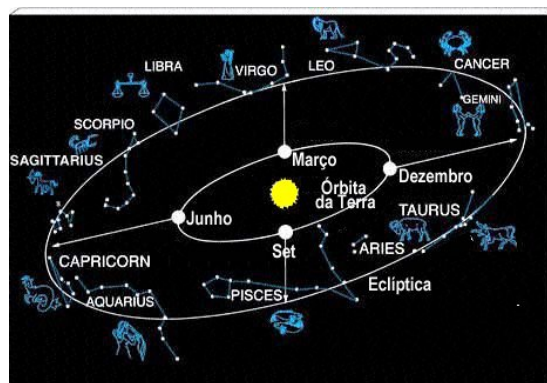 LEO
VIRGO
CANCER
LIBRA
GEMINI
SCORPIO
Março
SAGITTARIUS
Dezembro
Órbita
da Terra
Junho
TAURUS
Set
ARIES
CAPRICORN
Eclíptica
PISCES
AQUARIUS